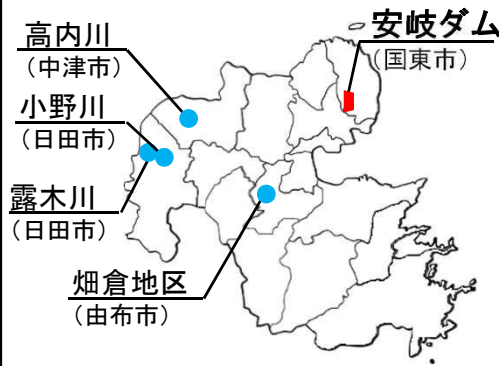 高内川
（中津市）
小野川
（日田市）
露木川
（日田市）
畑倉地区
（由布市）
安岐ダム
（国東市）